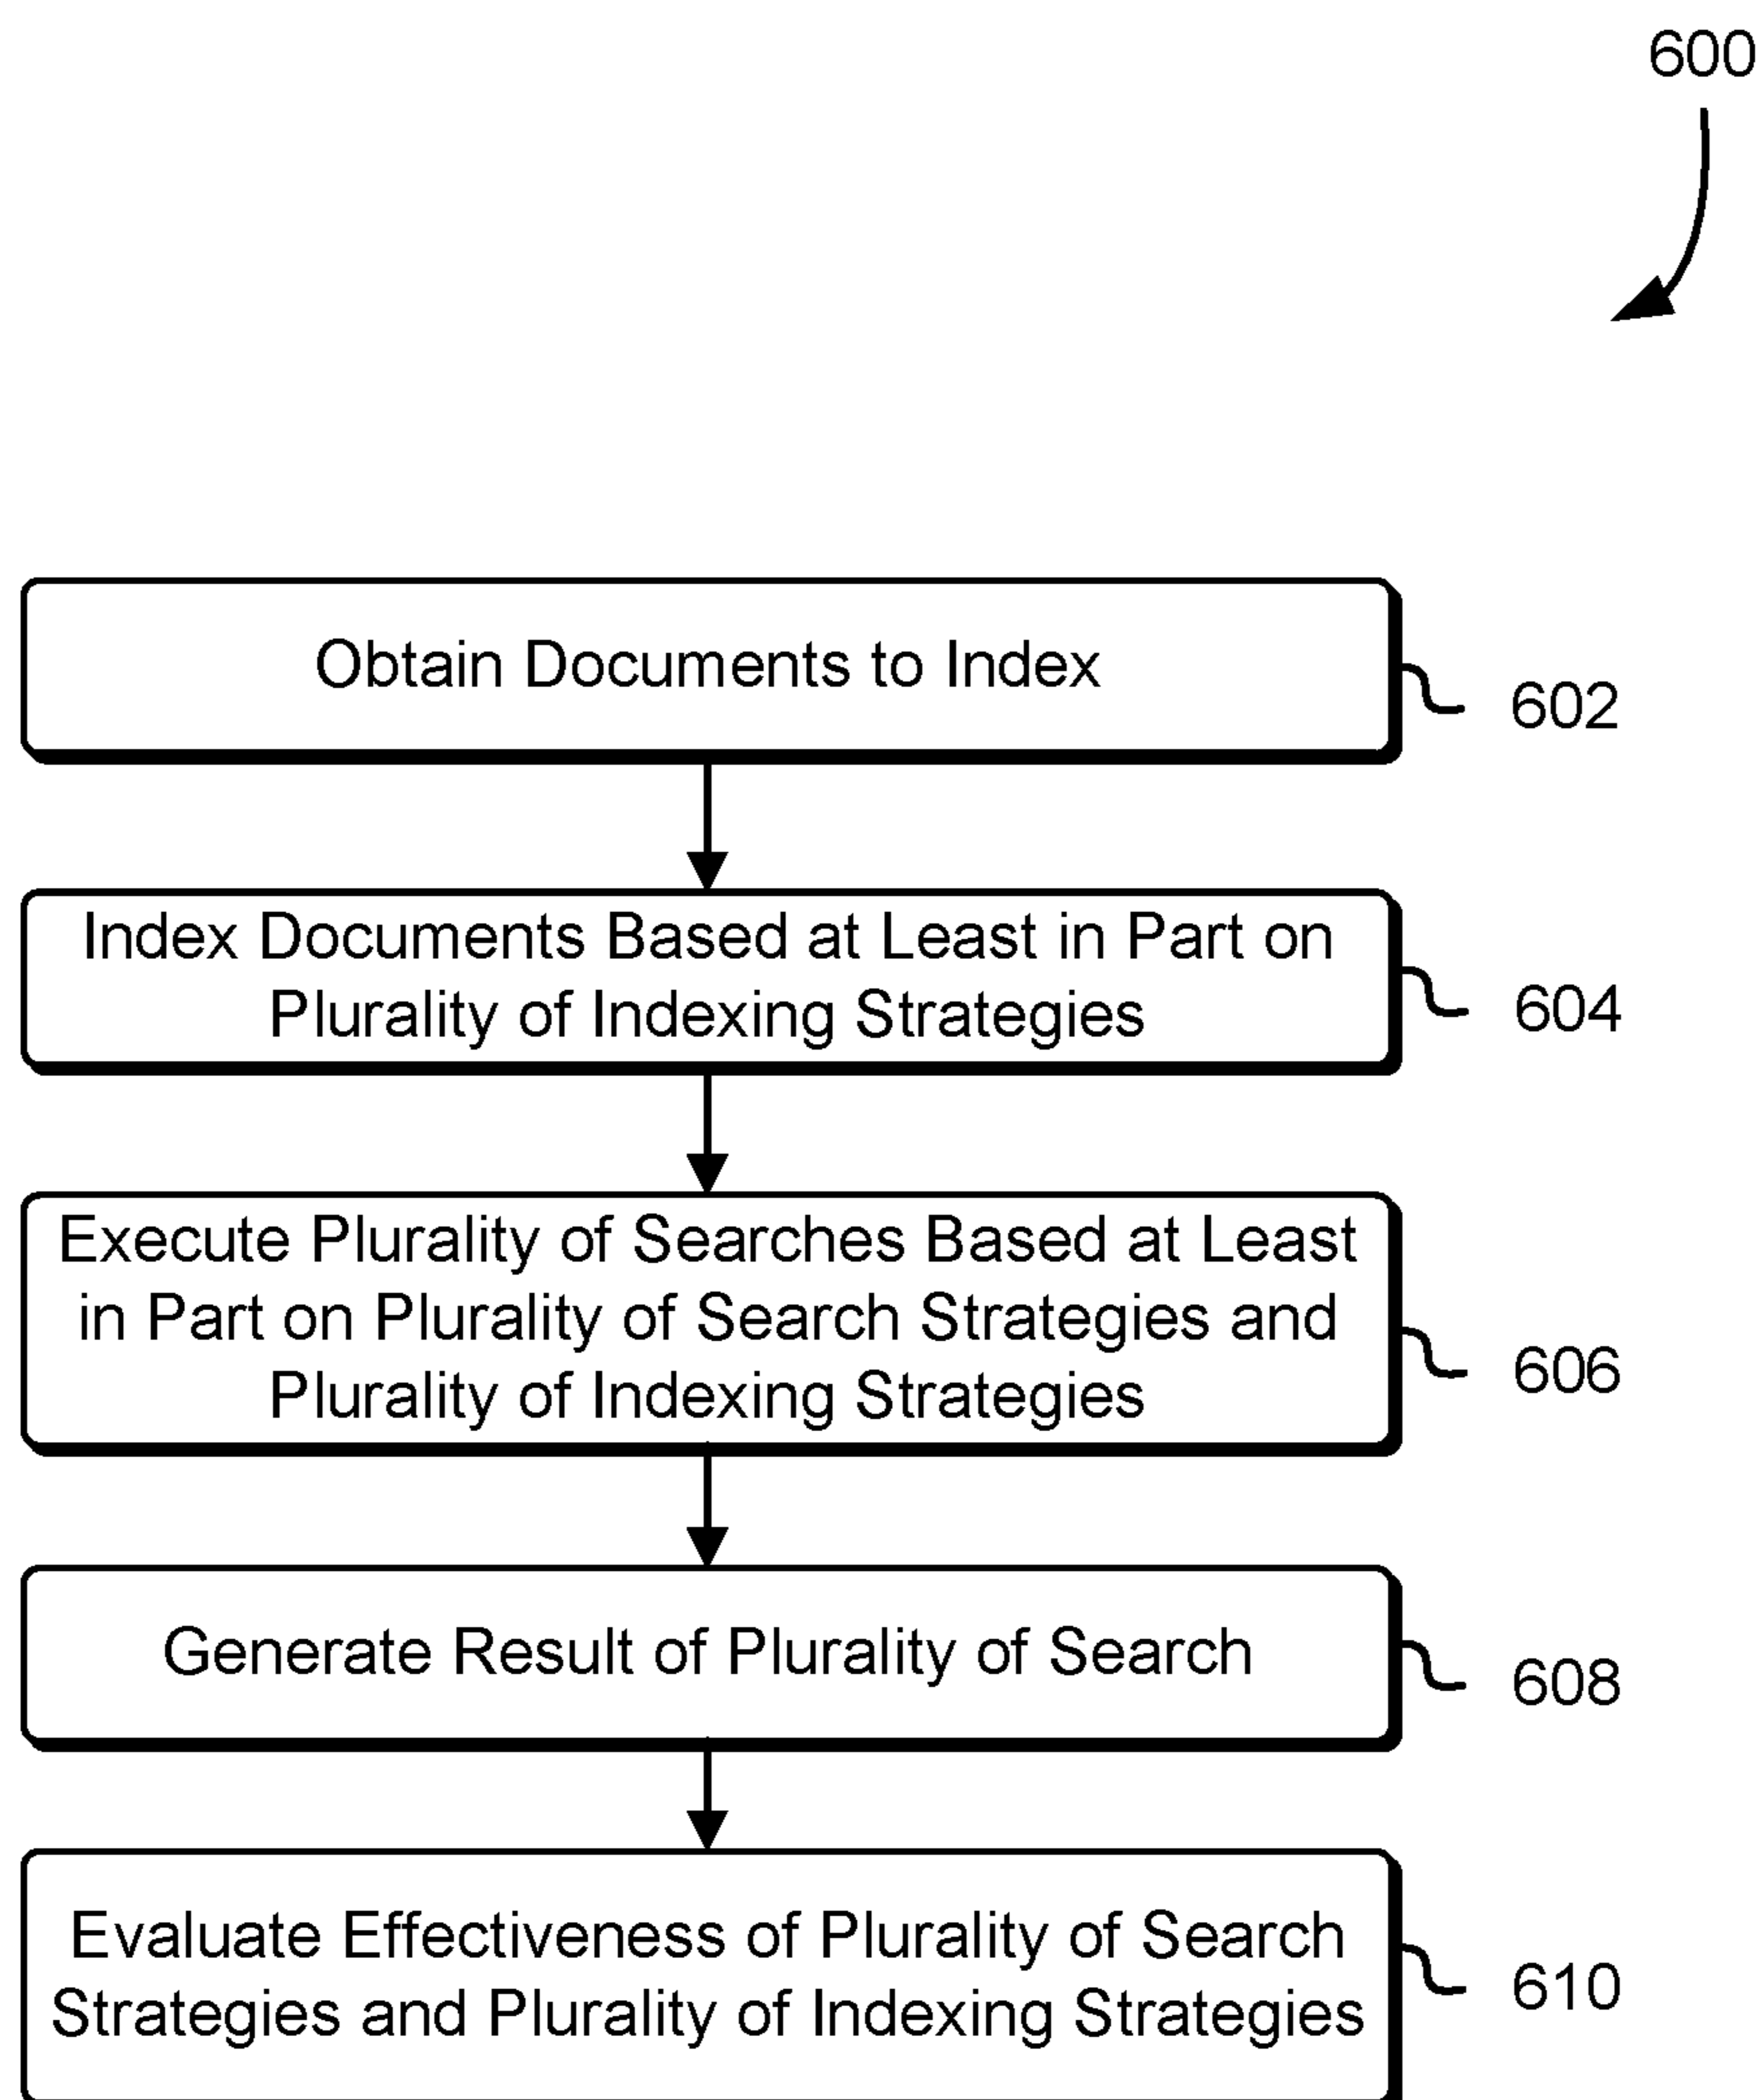 600
Obtain Documents to Index
602
Index Documents Based at Least in Part on
Plurality of Indexing Strategies
604
Execute Plurality of Searches Based at Least
in Part on Plurality of Search Strategies and
Plurality of Indexing Strategies
606
Generate Result of Plurality of Search
608
Evaluate Effectiveness of Plurality of Search
Strategies and Plurality of Indexing Strategies
610